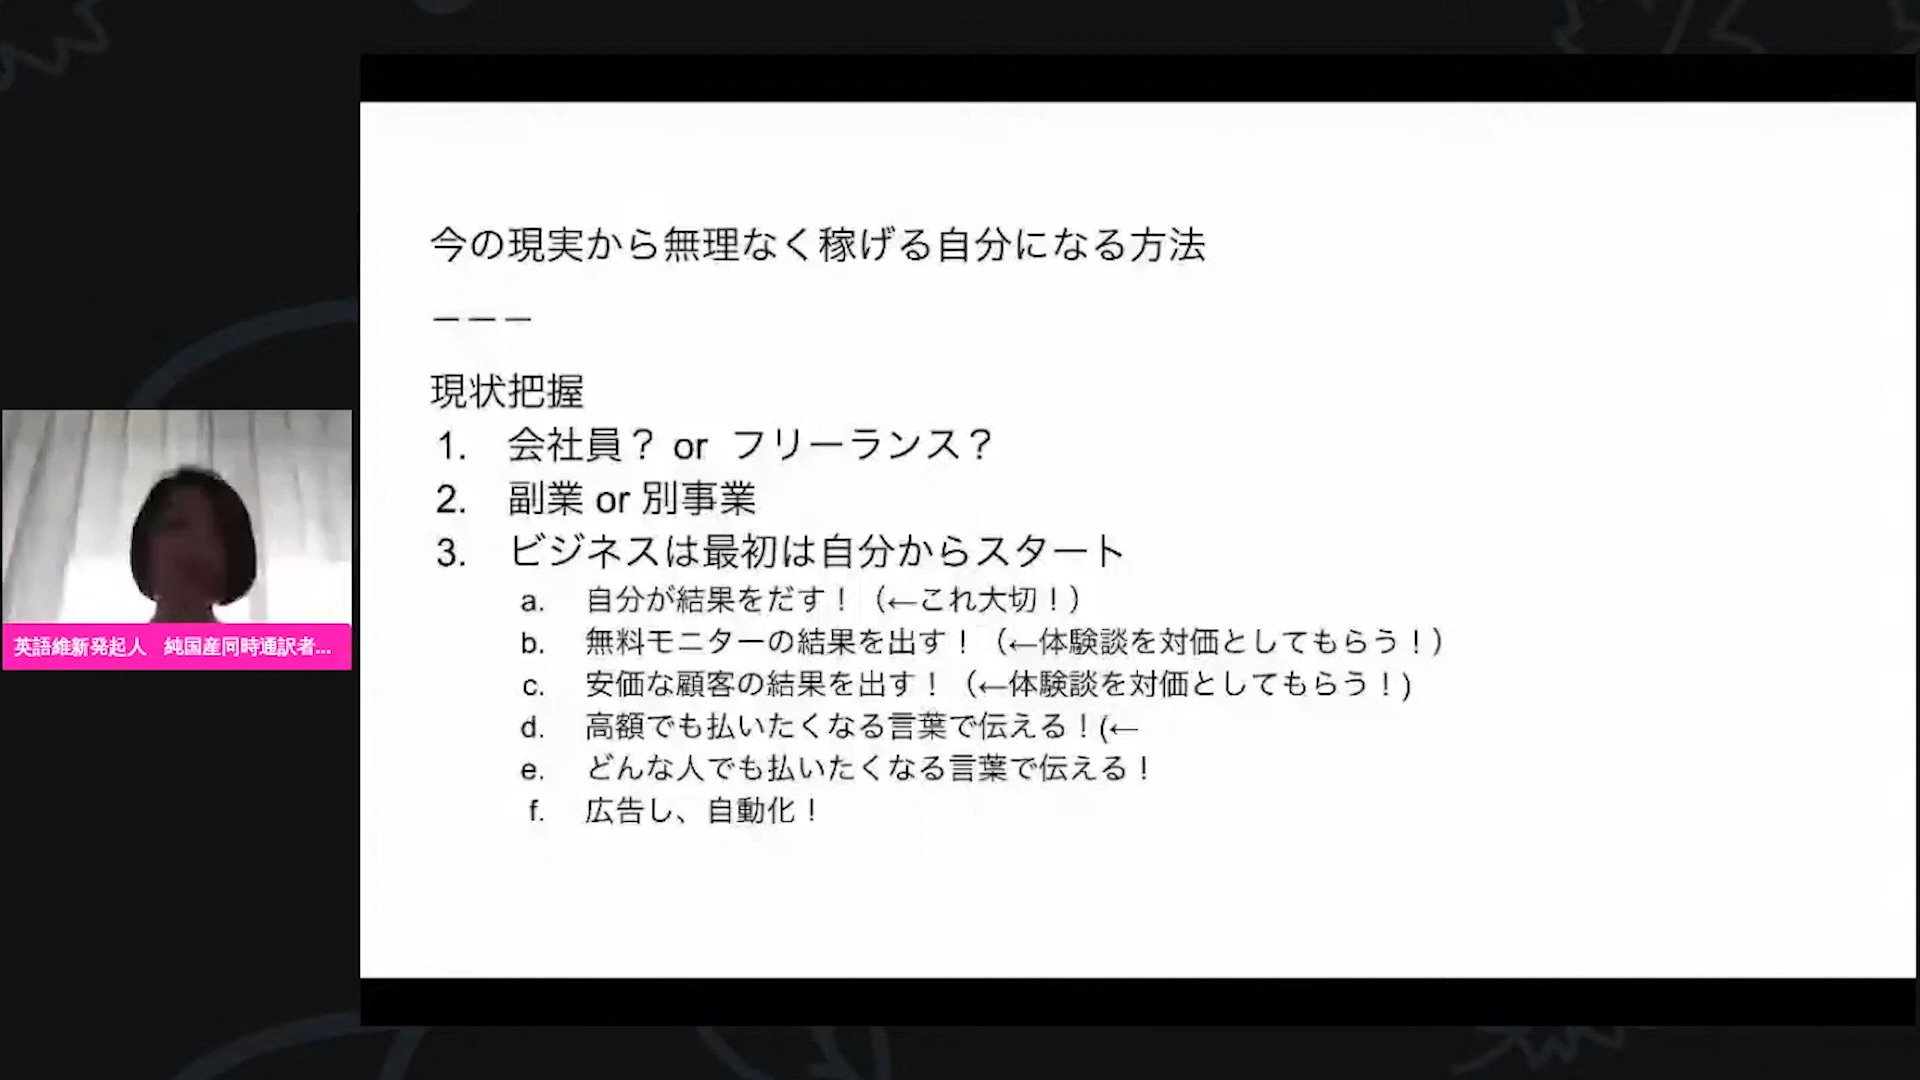 今の現実から無理なく稼げる自分になる方法
ーーー
現状把握
1. 会社員？ or フリーランス？
2. 副業 or 別事業
3. ビジネスは最初は自分からスタート
a. 自分が結果をだす！（←これ大切！）
b. 無料モニターの結果を出す！（←体験談を対価としてもらう！）
c. 安価な顧客の結果を出す！（←体験談を対価としてもらう！)
d. 高額でも払いたくなる言葉で伝える！(←
e. どんな人でも払いたくなる言葉で伝える！
f. 広告し、自動化！
英語維新発起人　純国産同時通訳者...